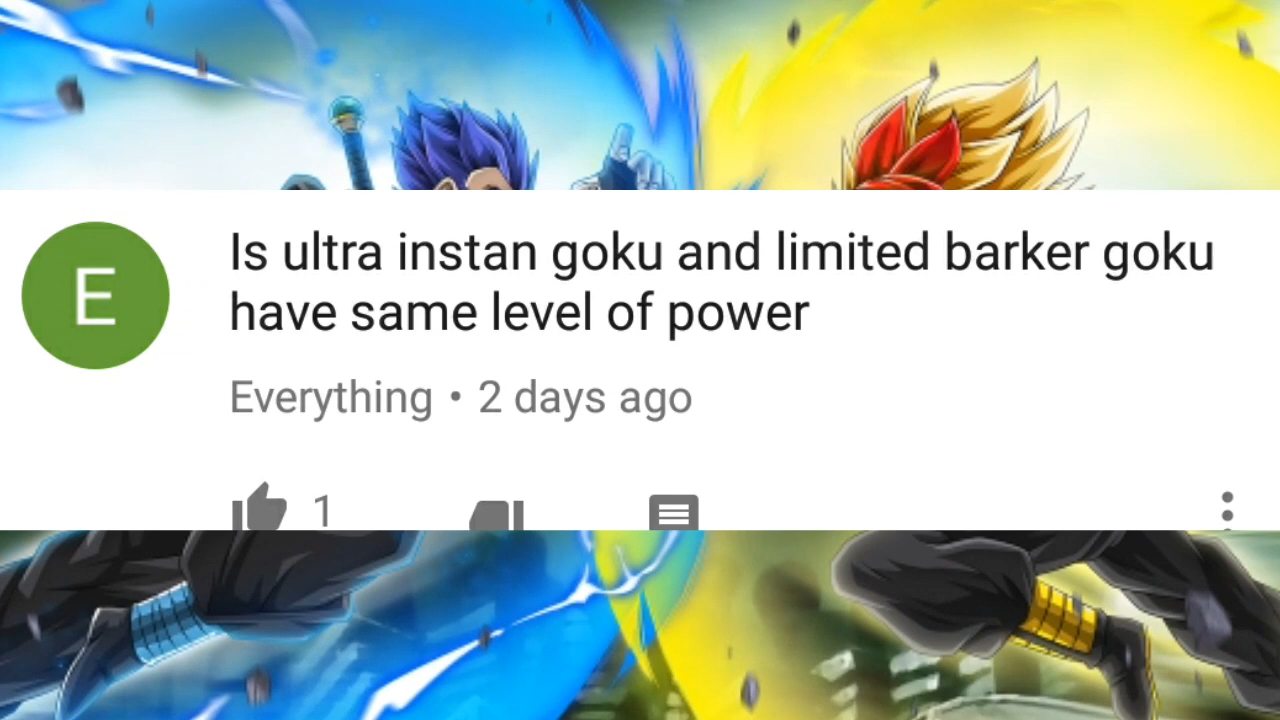 E
Is ultra instan goku and limited barker goku
have same level of power
Everything • 2 days ago
1